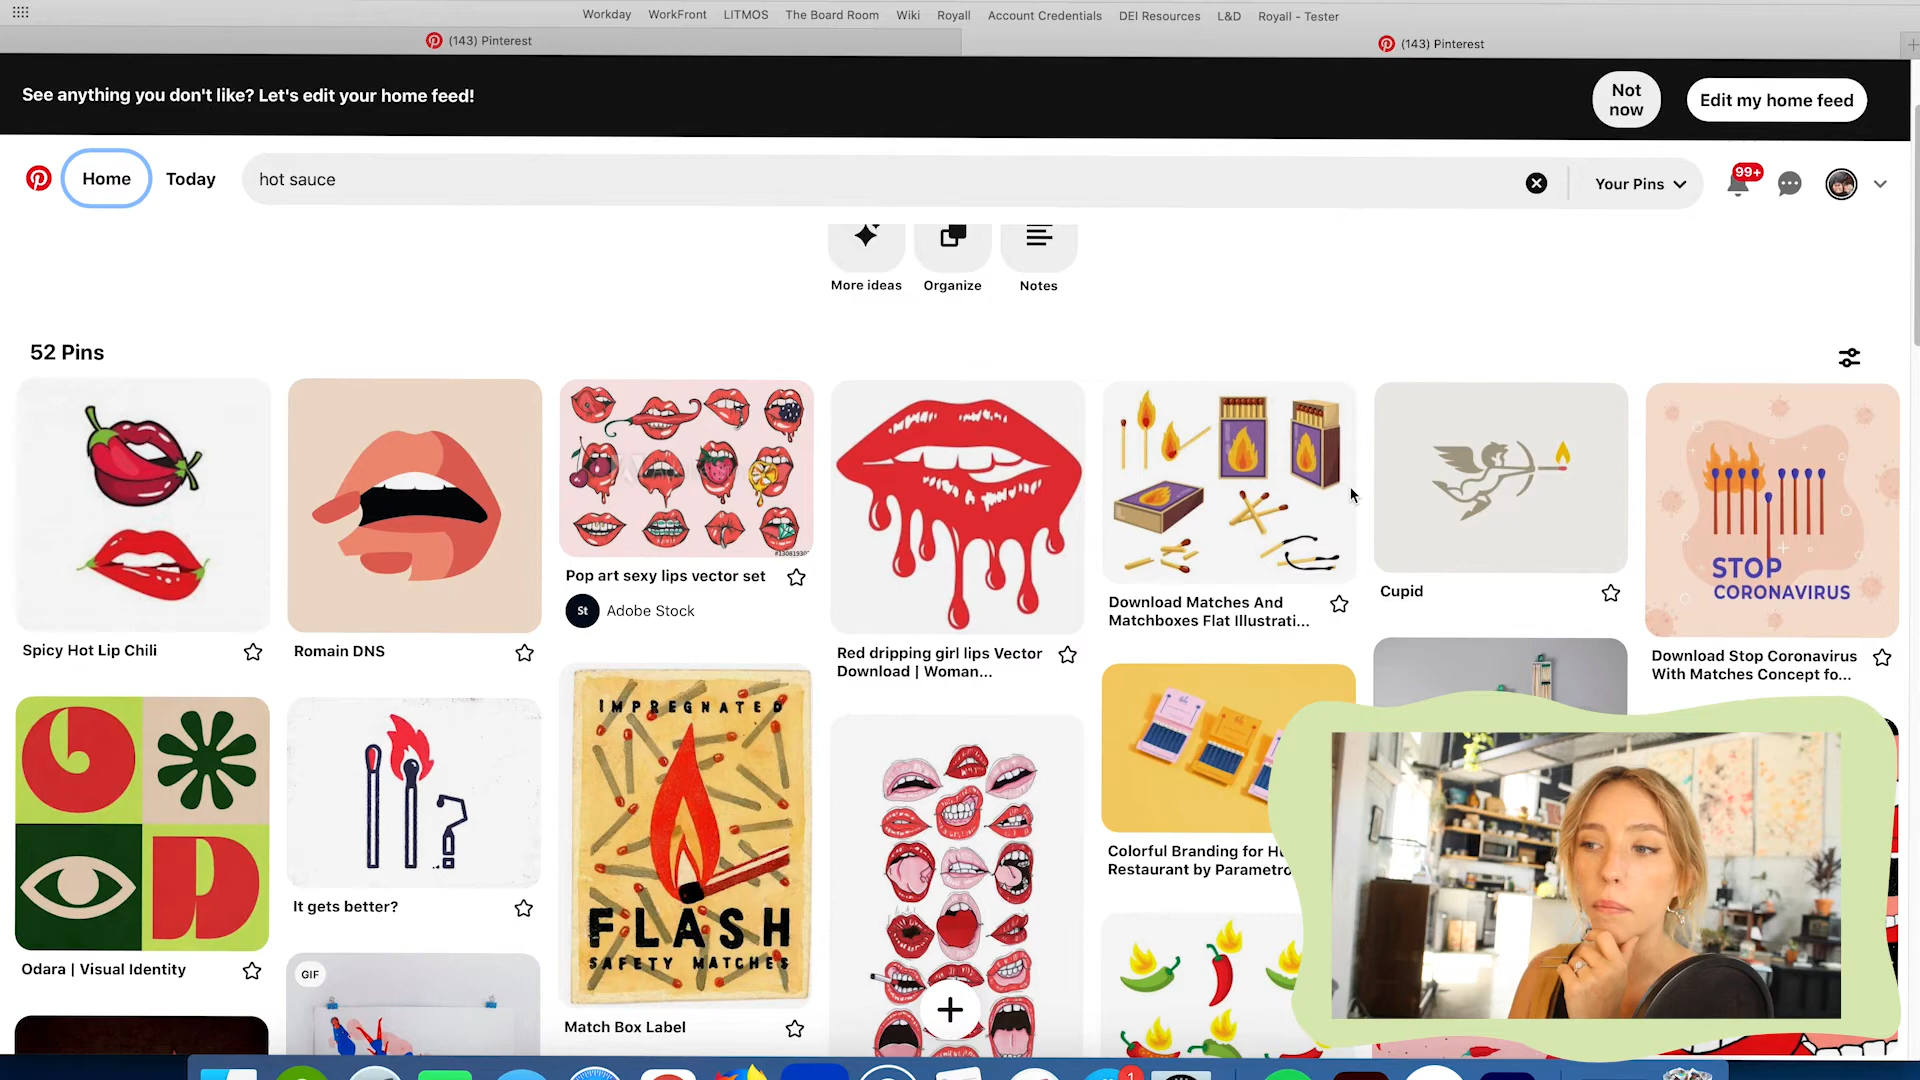 Workday WorkFront LITMOS The Board Room Wiki Royall Account Credentials DEI Resources L&D Royall - Tester
(143) Pinterest
(143) Pinterest
See anything you don't like? Let's edit your home feed!
Not
now
Edit my home feed
Home
Today
hot sauce
Your Pins
99+
More ideas
Organize
Notes
52 Pins
Spicy Hot Lip Chili
Romain DNS
Pop art sexy lips vector set
St
Adobe Stock
Red dripping girl lips Vector
Download | Woman...
Download Matches And
Matchboxes Flat Illustrati...
Cupid
STOP
CORONAVIRUS
Download Stop Coronavirus
With Matches Concept fo...
Odara | Visual Identity
It gets better?
GIF
IMPREGNATED
FLASH
SAFETY MATCHES
Match Box Label
Colorful Branding for
Restaurant by
1